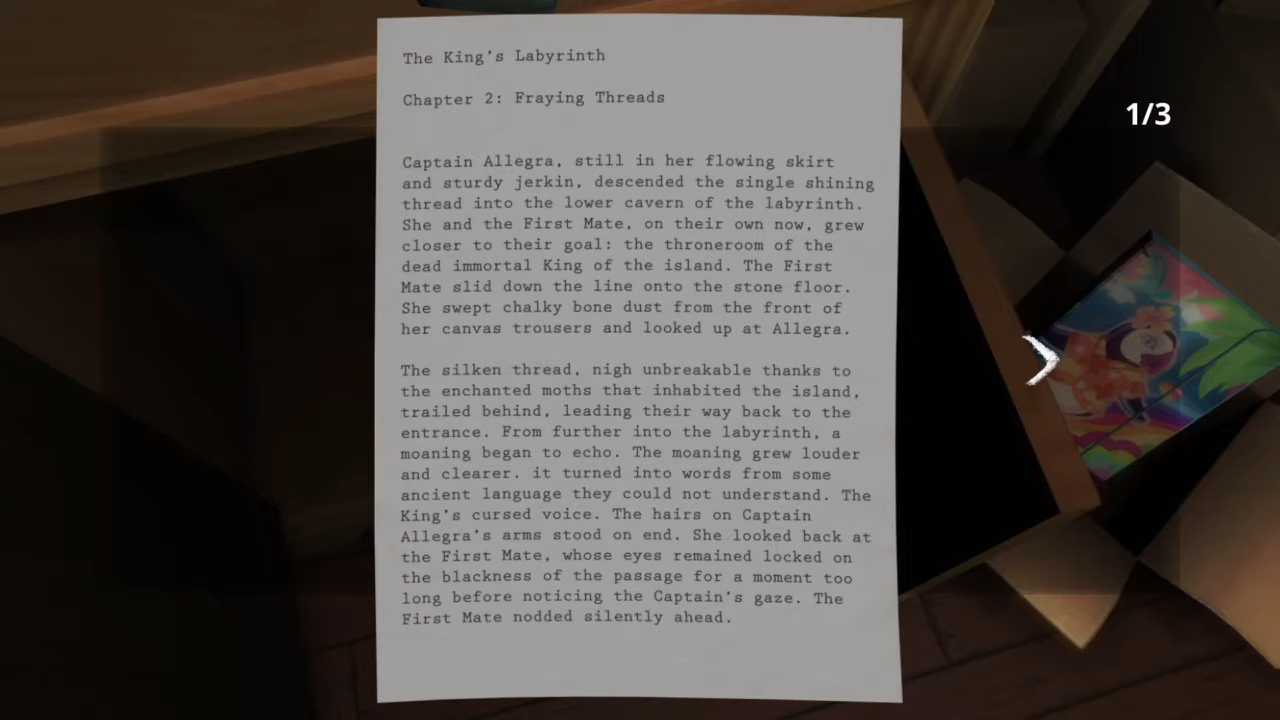 The King's Labyrinth
Chapter 2: Fraying Threads
1/3
Captain Allegra, still in her flowing skirt
and sturdy jerkin, descended the single shining
thread into the lower cavern of the labyrinth.
She and the First Mate, on their own now, grew
closer to their goal: the throneroom of the
dead immortal King of the island. The First
Mate slid down the line onto the stone floor.
She swept chalky bone dust from the front of
her canvas trousers and looked up at Allegra.
The silken thread, nigh unbreakable thanks to
the enchanted moths that inhabited the island,
trailed behind, leading their way back to the
entrance. From further into the labyrinth, a
moaning began to echo. The moaning grew louder
and clearer. it turned into words from some
ancient language they could not understand. The
King's cursed voice. The hairs on Captain
Allegra's arms stood on end. She looked back at
the First Mate, whose eyes remained locked on
the blackness of the passage for a moment too
long before noticing the Captain's gaze. The
First Mate nodded silently ahead.